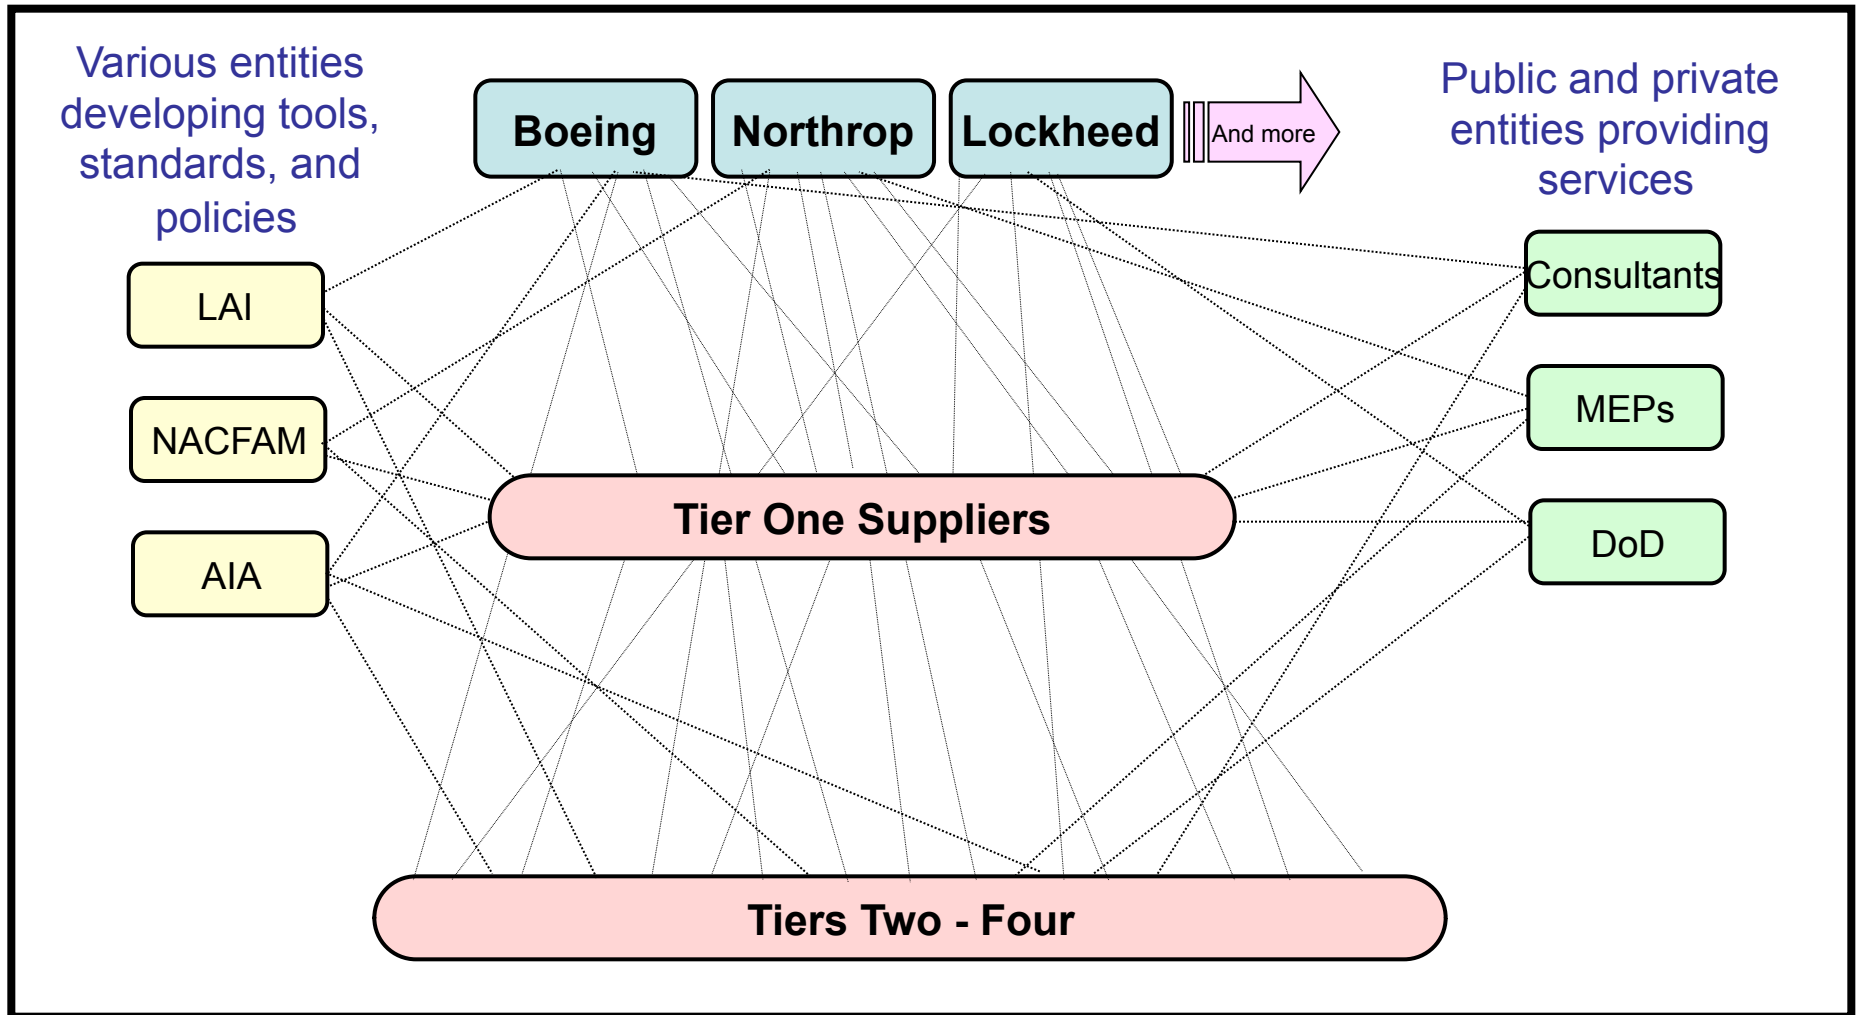 Various entities
developing tools,
standards, and
policies
Boeing
Northrop
Lockheed
And more
Public and private
entities providing
services
LAI
NACFAM
AIA
Consultants
MEPs
DoD
Tier One Suppliers
Tiers Two - Four